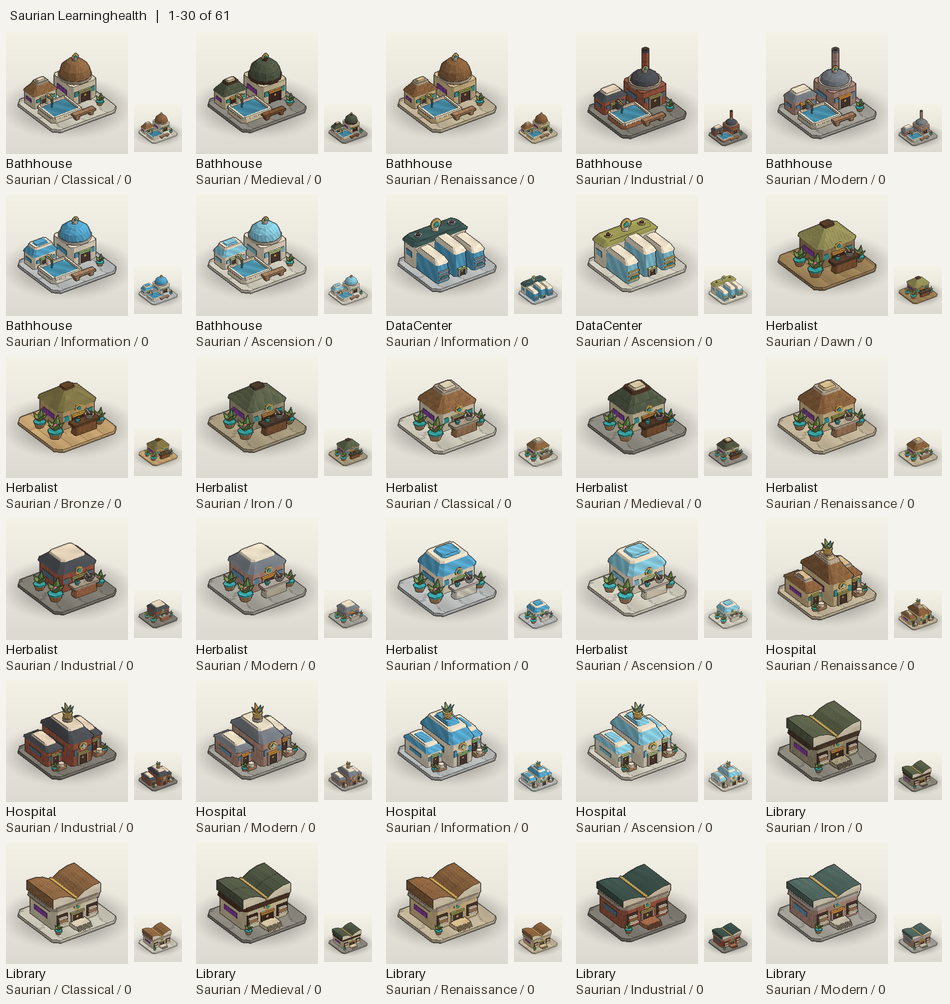 Saurian Learninghealth | 1-30 of 61
Bathhouse
Saurian / Classical / 0
Bathhouse
Saurian / Medieval / 0
Bathhouse
Saurian / Renaissance / 0
Bathhouse
Saurian / Industrial / 0
Bathhouse
Saurian / Modern / 0
Bathhouse
Saurian / Information / 0
Bathhouse
Saurian / Ascension / 0
DataCenter
Saurian / Information / 0
DataCenter
Saurian / Ascension / 0
Herbalist
Saurian / Dawn / 0
Herbalist
Saurian / Bronze / 0
Herbalist
Saurian / Iron / 0
Herbalist
Saurian / Classical / 0
Herbalist
Saurian / Medieval / 0
Herbalist
Saurian / Renaissance / 0
Herbalist
Saurian / Industrial / 0
Herbalist
Saurian / Modern / 0
Herbalist
Saurian / Information / 0
Herbalist
Saurian / Ascension / 0
Hospital
Saurian / Renaissance / 0
Hospital
Saurian / Industrial / 0
Hospital
Saurian / Modern / 0
Hospital
Saurian / Information / 0
Hospital
Saurian / Ascension / 0
Library
Saurian / Iron / 0
Library
Saurian / Classical / 0
Library
Saurian / Medieval / 0
Library
Saurian / Renaissance / 0
Library
Saurian / Industrial / 0
Library
Saurian / Modern / 0